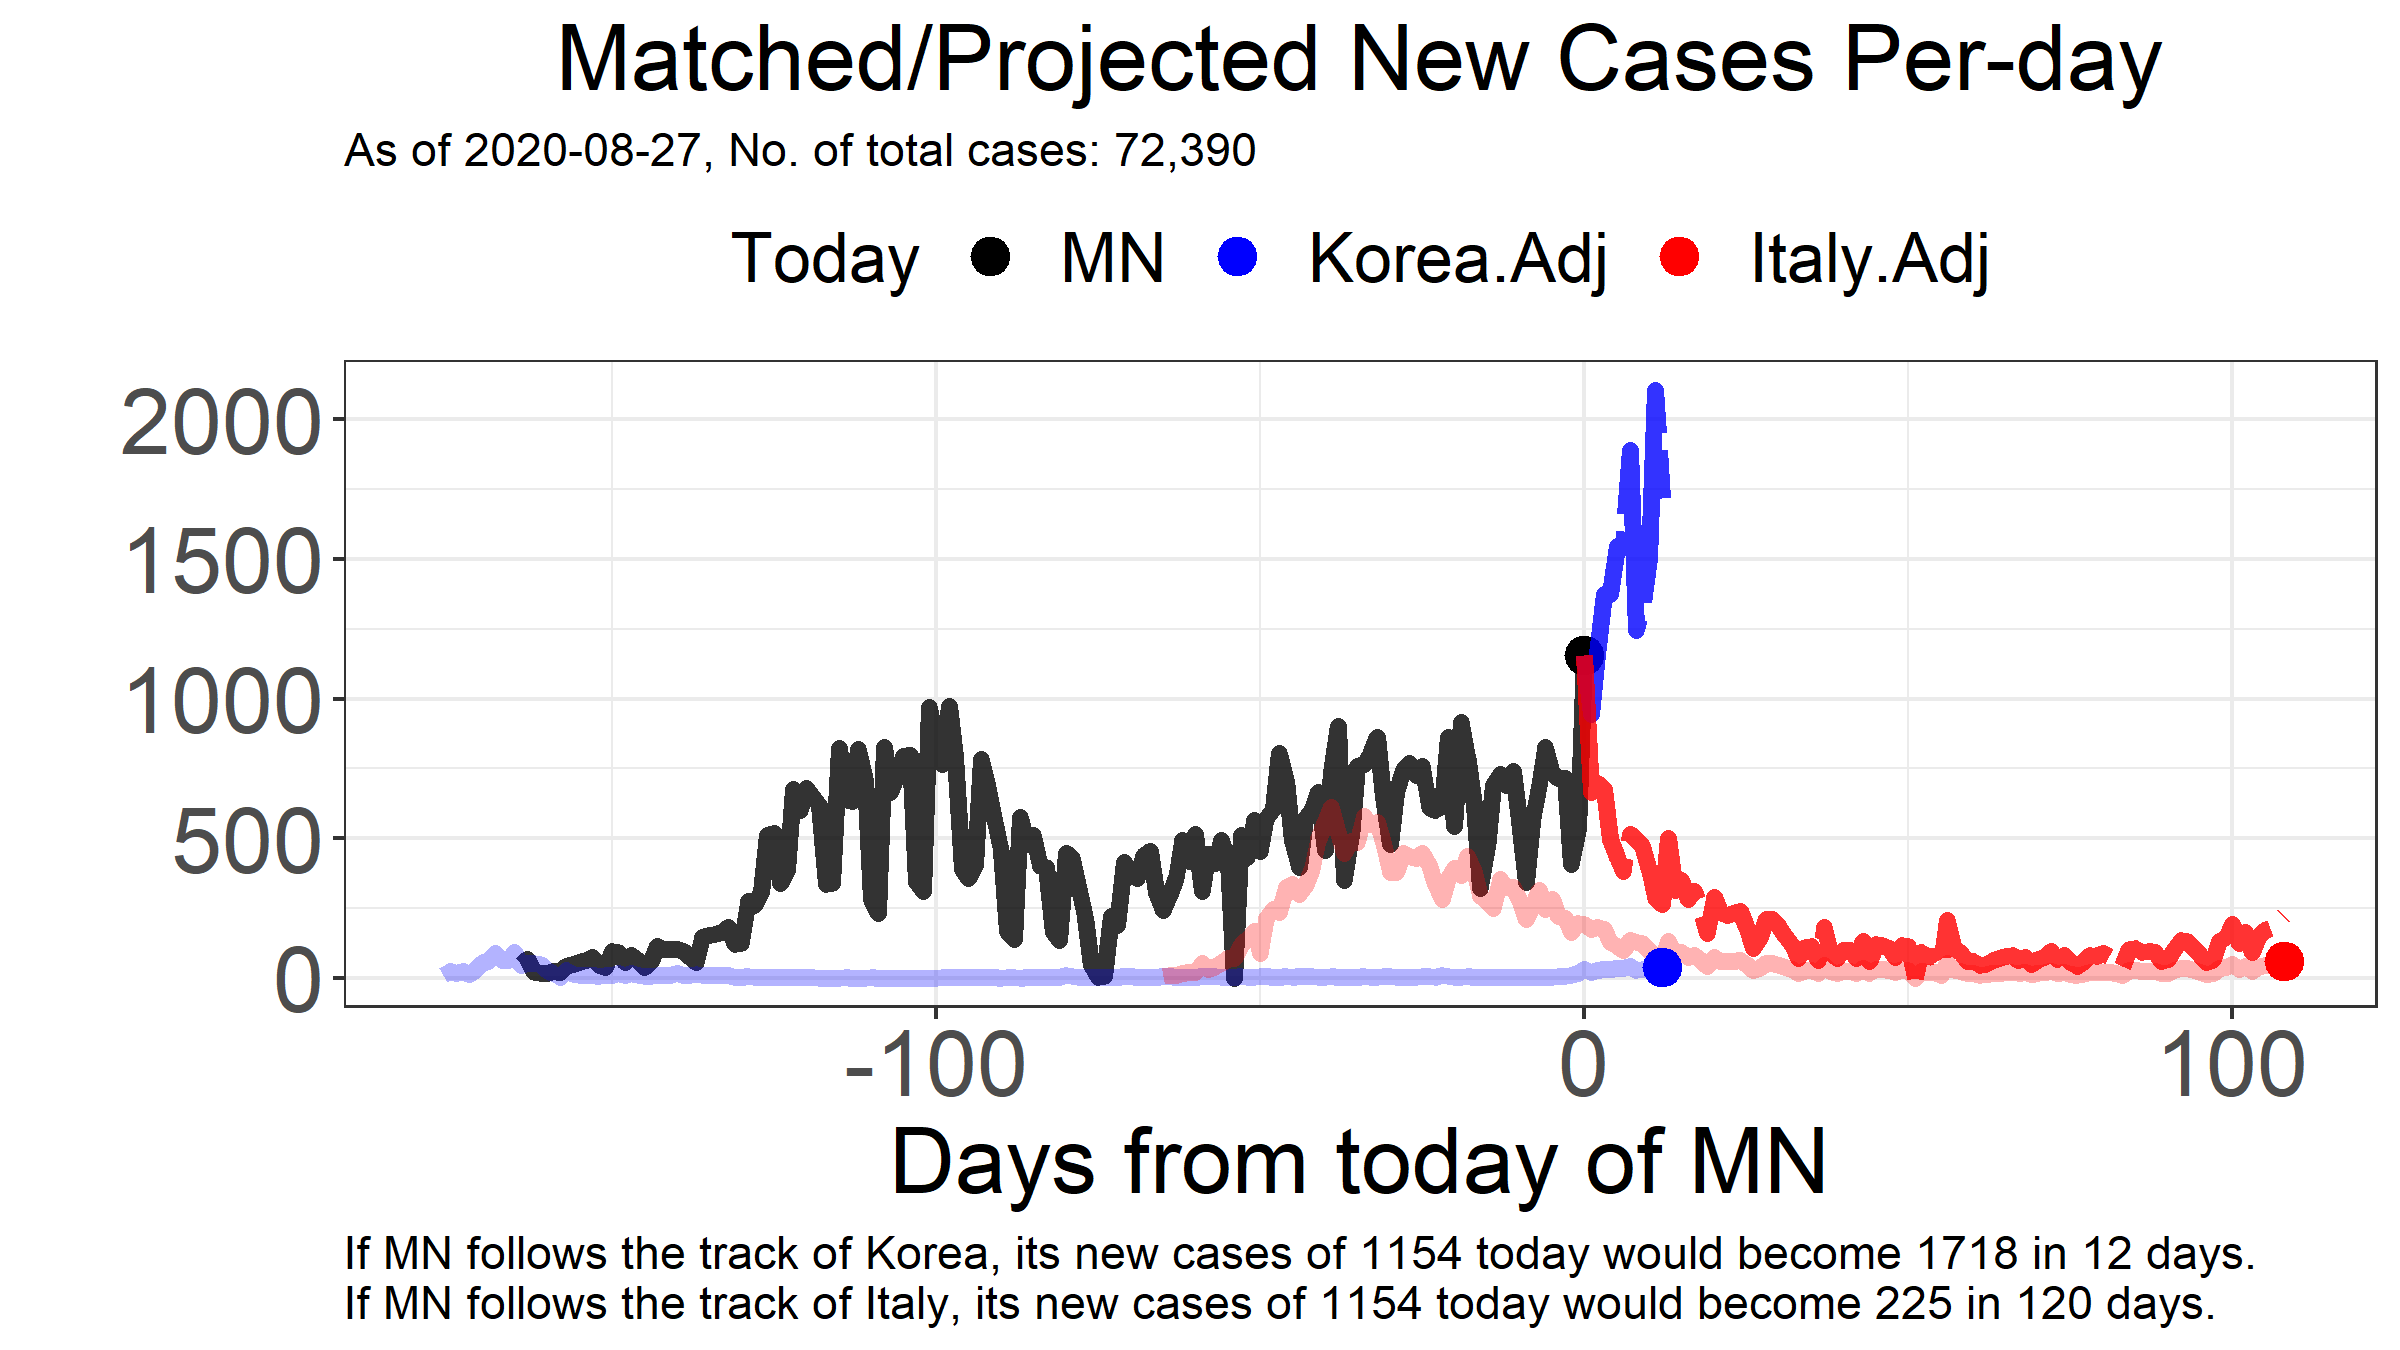 Matched/Projected New Cases Per-day
As of 2020-08-27, No. of total cases: 72,390
Today MN Korea.Adj Italy.Adj
2000
1500
1000
500
0
-100 0 100
Days from today of MN
If MN follows the track of Korea, its new cases of 1154 today would become 1718 in 12 days.
If MN follows the track of Italy, its new cases of 1154 today would become 225 in 120 days.